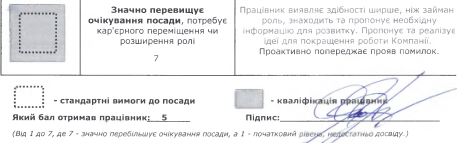 Значно перевищує
очікування посади, потребує
кар'єрного переміщення чи
розширення ролі
7
Працівник виявляє здібності ширше, ніж займан
роль, знаходить та пропонує необхідну
інформацію для розвитку. Пропонує та реалізує
ідеї для покращення роботи Компанії.
Проактивно попереджає прояв помилок.
- стандартні вимоги до посади
- кваліфікація працівник
Який бал отримав працівник: 5
Підпис:
(Від 1 до 7, де 7 - значно перебільшує очікування посади, а 1 - початковий рівень, недостатньо досвіду.)